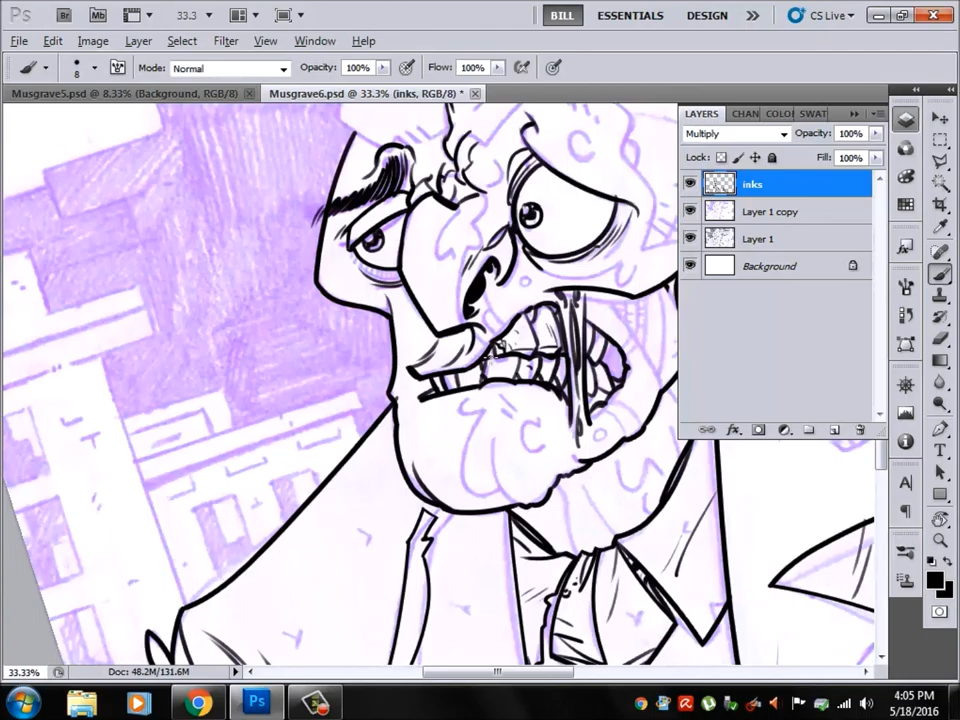 Ps Br Mb 33.3 BILL ESSENTIALS DESIGN CS Live
File Edit Image Layer Select Filter View Window Help
8 Mode: Normal Opacity: 100% Flow: 100%
Musgrave5.psd @ 8.33% (Background, RGB/8) Musgrave6.psd @ 33.3% (inks, RGB/8) *
LAYERS CHAN COLO SWAT
Multiply Opacity: 100%
Lock: Fill: 100%
inks
Layer 1 copy
Layer 1
Background
33.33% Doc: 48.2M/131.6M
Ps 4:05 PM
5/18/2016